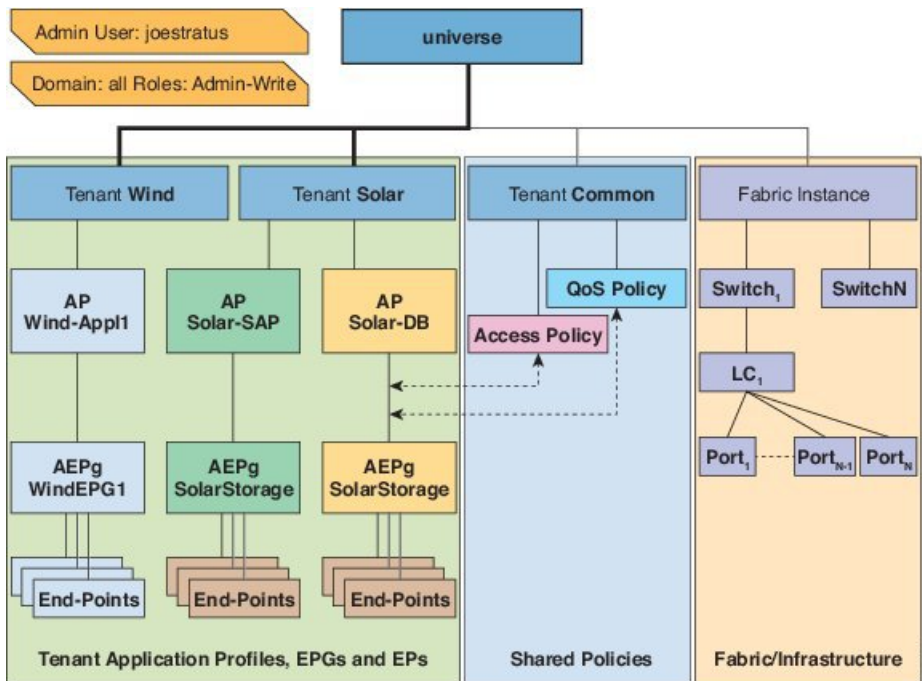 Admin User: joestratus
Domain: all Roles: Admin-Write
universe
Tenant Wind
Tenant Solar
Tenant Common
Fabric Instance
AP
Wind-Appl1
AP
Solar-SAP
AP
Solar-DB
QoS Policy
Access Policy
Switch₁
SwitchN
LC₁
AEPg
WindEPG1
AEPg
SolarStorage
AEPg
SolarStorage
Port₁
Port_N-1
Port_N
End-Points
End-Points
End-Points
Tenant Application Profiles, EPGs and EPs
Shared Policies
Fabric/Infrastructure